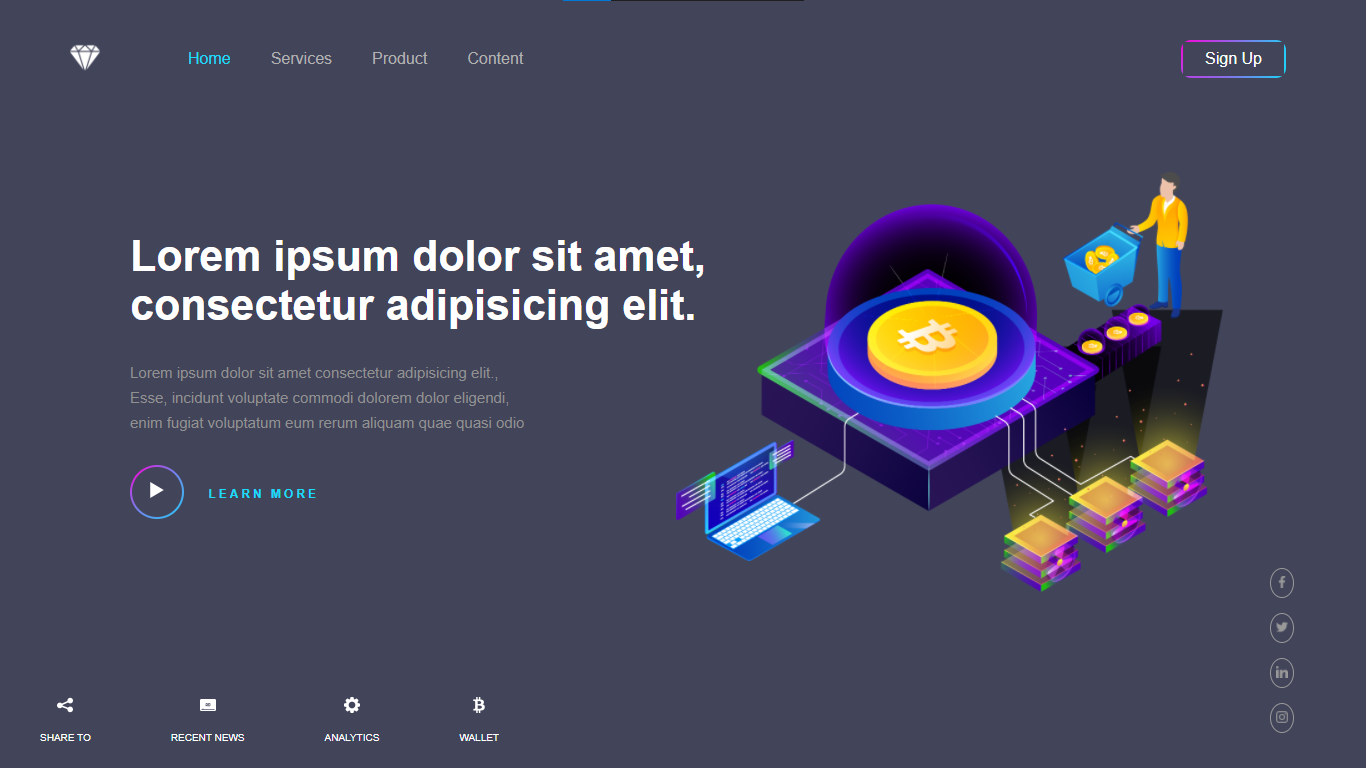 Home Services Product Content Sign Up
Lorem ipsum dolor sit amet,
consectetur adipisicing elit.
Lorem ipsum dolor sit amet consectetur adipisicing elit.,
Esse, incidunt voluptate commodi dolorem dolor eligendi,
enim fugiat voluptatum eum rerum aliquam quae quasi odio
LEARN MORE
SHARE TO RECENT NEWS ANALYTICS WALLET